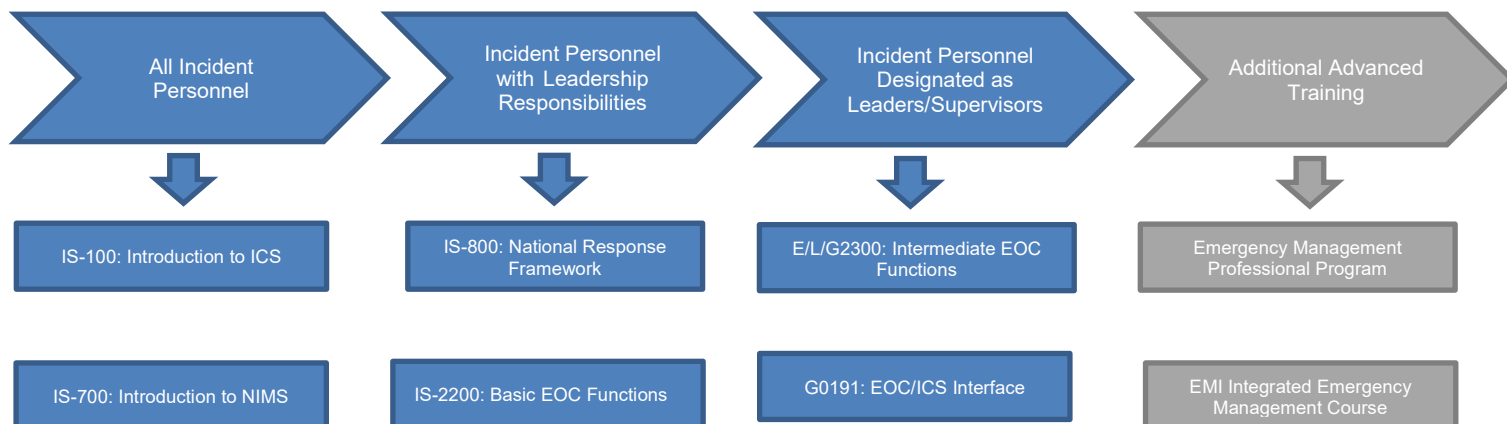 All Incident
Personnel
Incident Personnel
with Leadership
Responsibilities
Incident Personnel
Designated as
Leaders/Supervisors
Additional Advanced
Training
IS-100: Introduction to ICS
IS-800: National Response
Framework
E/L/G2300: Intermediate EOC
Functions
Emergency Management
Professional Program
IS-700: Introduction to NIMS
IS-2200: Basic EOC Functions
G0191: EOC/ICS Interface
EMI Integrated Emergency
Management Course